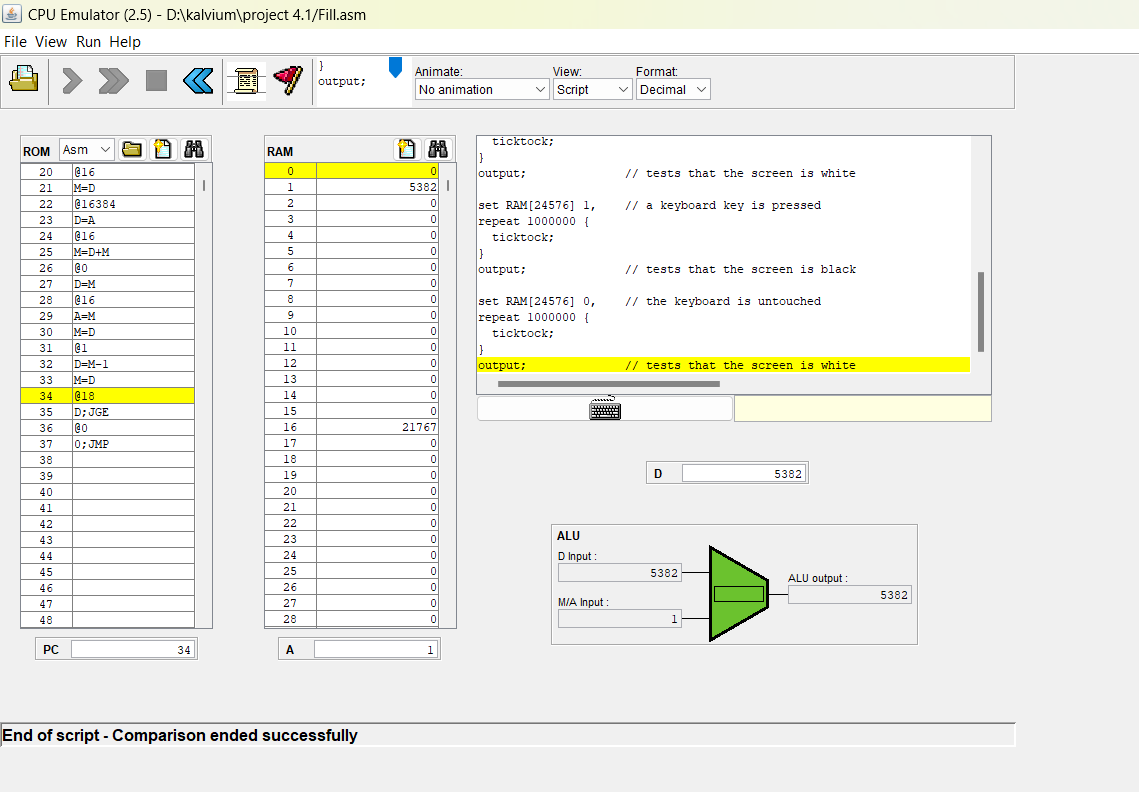 CPU Emulator (2.5) - D:\kalvium\project 4.1/Fill.asm
File View Run Help
}
output;
Animate:
No animation
View:
Script
Format:
Decimal
ROM Asm
20 @16
21 M=D
22 @16384
23 D=A
24 @16
25 M=D+M
26 @0
27 D=M
28 @16
29 A=M
30 M=D
31 @1
32 D=M-1
33 M=D
34 @18
35 D;JGE
36 @0
37 0;JMP
38
39
40
41
42
43
44
45
46
47
48
PC 34
RAM
0 0
1 5382
2 0
3 0
4 0
5 0
6 0
7 0
8 0
9 0
10 0
11 0
12 0
13 0
14 0
15 0
16 21767
17 0
18 0
19 0
20 0
21 0
22 0
23 0
24 0
25 0
26 0
27 0
28 0
A 1
ticktock;
}
output; // tests that the screen is white
set RAM[24576] 1, // a keyboard key is pressed
repeat 1000000 {
ticktock;
}
output; // tests that the screen is black
set RAM[24576] 0, // the keyboard is untouched
repeat 1000000 {
ticktock;
}
output; // tests that the screen is white
D 5382
ALU
D Input :
5382
M/A Input :
1
ALU output :
5382
End of script - Comparison ended successfully